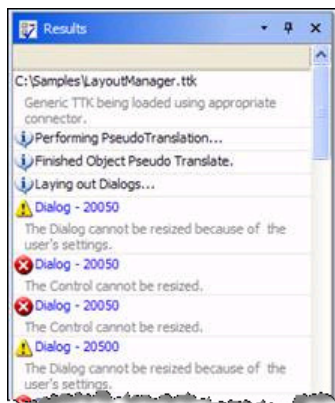 Results
C:\Samples\LayoutManager.ttk
Generic TTK being loaded using appropriate
connector.
Performing PseudoTranslation...
Finished Object Pseudo Translate.
Laying out Dialogs...
Dialog - 20050
The Dialog cannot be resized because of the
user's settings.
Dialog - 20050
The Control cannot be resized.
Dialog - 20050
The Control cannot be resized.
Dialog - 20500
The Dialog cannot be resized because of the
user's settings.